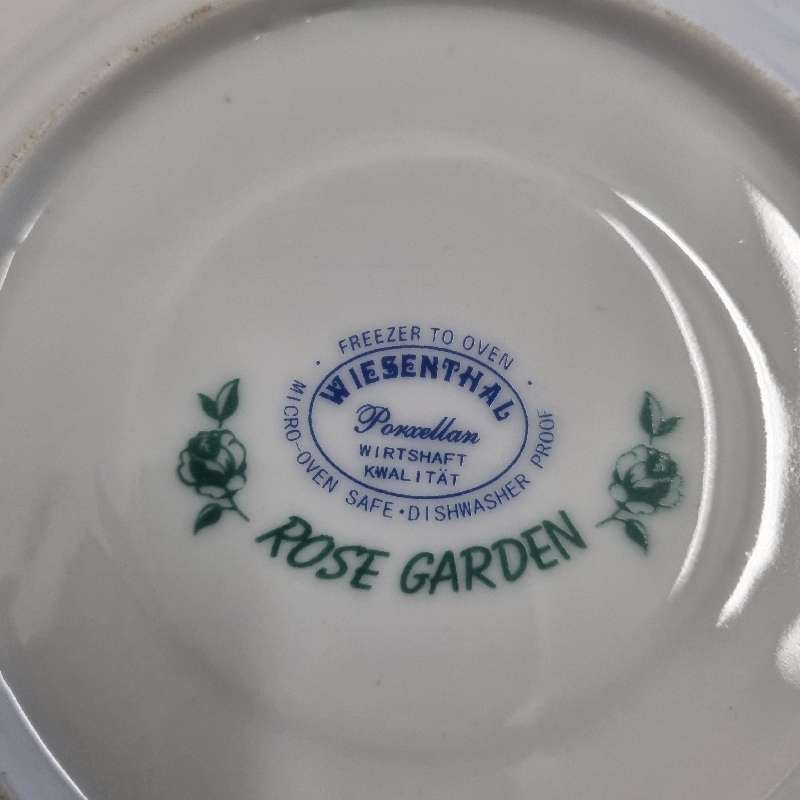 • FREEZER TO OVEN •
WIESENTHAL
Porzellan
WIRTSHAFT
KWALITÄT
MICRO-OVEN SAFE•DISHWASHER PROOF
ROSE GARDEN